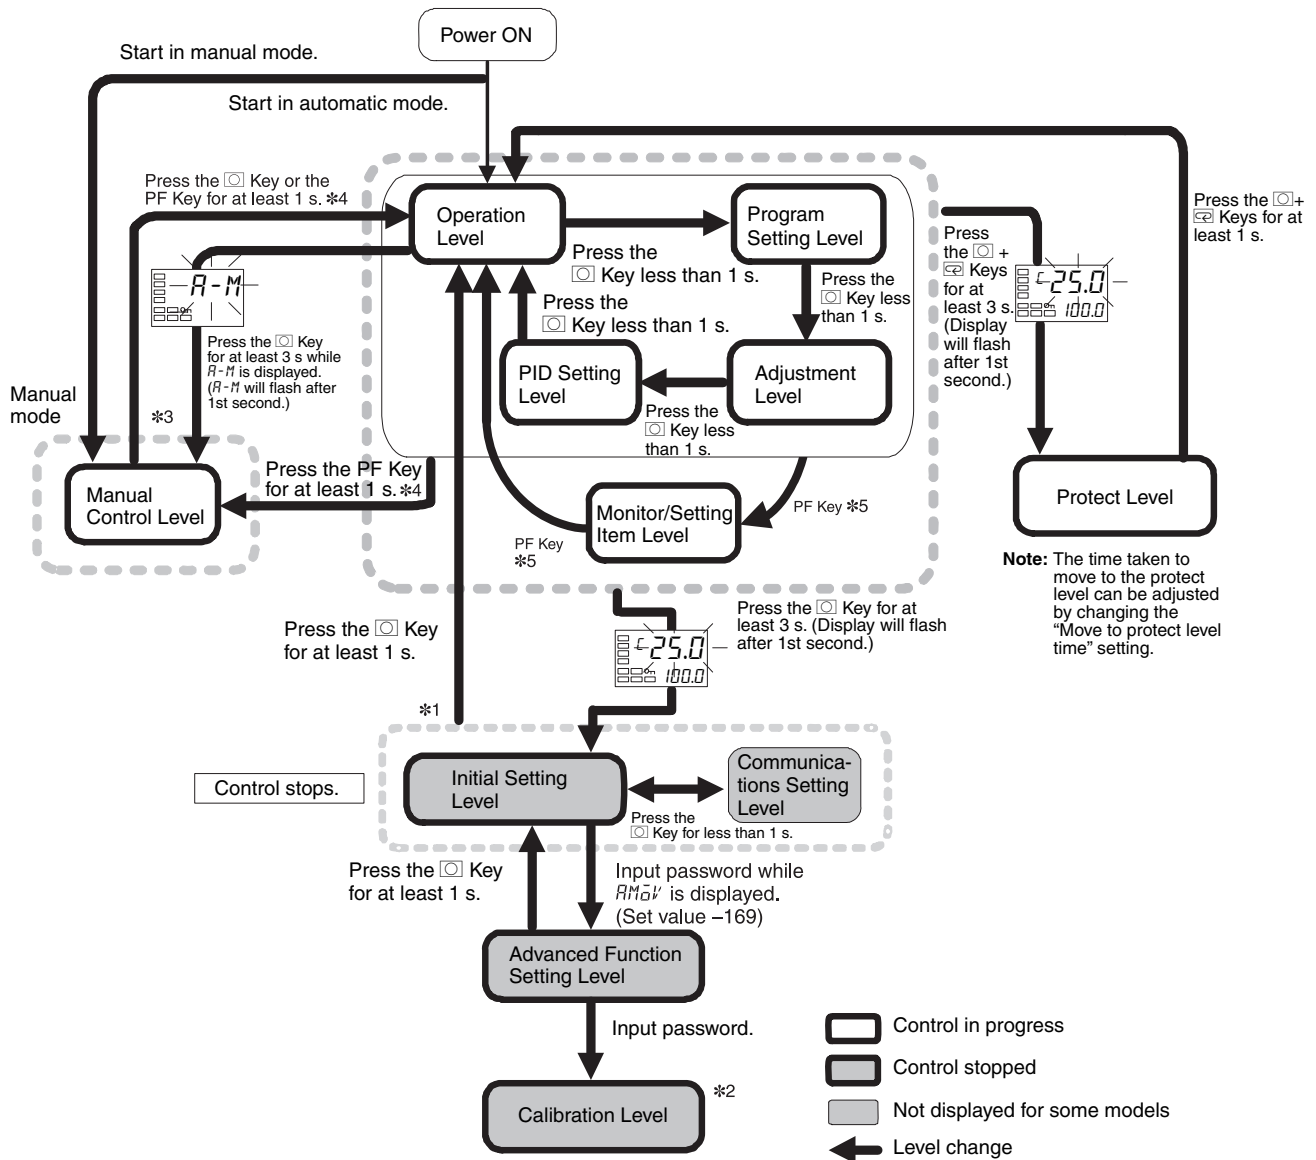 Power ON
Start in manual mode.
Start in automatic mode.
Press the Key or the
PF Key for at least 1 s. *4
A-M
Press the Key
for at least 3 s while
A-M is displayed.
(A-M will flash after
1st second.)
*3
Manual
mode
Manual
Control Level
Press the PF Key
for at least 1 s. *4
Operation
Level
Press the
Key less than 1 s.
Program
Setting Level
Press the
Key less
than 1 s.
Adjustment
Level
Press the
Key less
than 1 s.
PID Setting
Level
Press the
Key less than 1 s.
PF Key *5
Monitor/Setting
Item Level
PF Key
*5
Press
the +
Keys
for at
least 3 s.
(Display
will flash
after 1st
second.)
C 25.0
100.0
Press the +
Keys for at
least 1 s.
Protect Level
Note: The time taken to
move to the protect
level can be adjusted
by changing the
“Move to protect level
time” setting.
Press the Key for at
least 3 s. (Display will flash
after 1st second.)
C 25.0
100.0
Press the Key
for at least 1 s.
*1
Control stops.
Initial Setting
Level
Communica-
tions Setting
Level
Press the
Key for less than 1 s.
Press the Key
for at least 1 s.
Input password while
AMOV is displayed.
(Set value –169)
Advanced Function
Setting Level
Input password.
Calibration Level
*2
Control in progress
Control stopped
Not displayed for some models
Level change